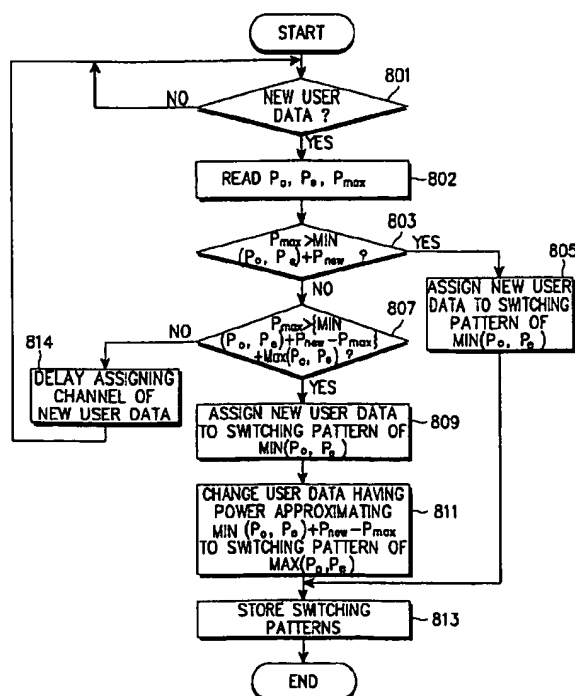 START
801
NEW USER
DATA ?
NO
YES
READ Po, Pe, Pmax
802
803
Pmax>MIN
(Po, Pe)+Pnew ?
YES
NO
805
ASSIGN NEW USER
DATA TO SWITCHING
PATTERN OF
MIN(Po, Pe)
807
Pmax>{MIN
(Po, Pe)+Pnew-Pmax}
+Max(Po, Pe) ?
NO
YES
814
DELAY ASSIGNING
CHANNEL OF
NEW USER DATA
ASSIGN NEW USER DATA
TO SWITCHING PATTERN OF
MIN(Po, Pe)
809
CHANGE USER DATA HAVING
POWER APPROXIMATING
MIN (Po, Pe)+Pnew-Pmax
TO SWITCHING PATTERN OF
MAX(Po,Pe)
811
STORE SWITCHING
PATTERNS
813
END